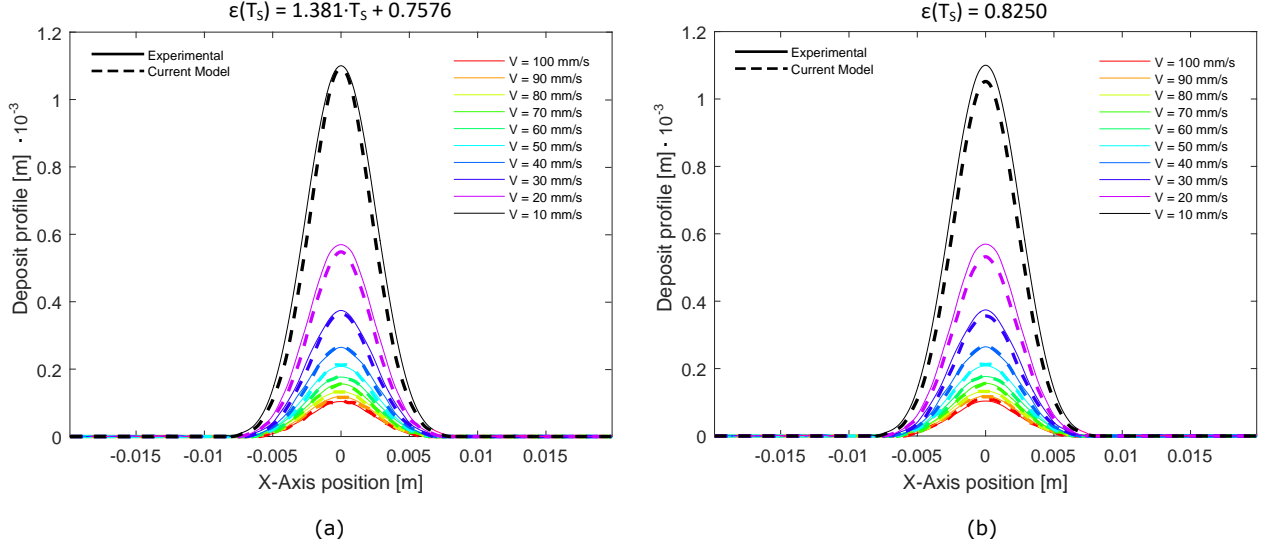 ε(T_S) = 1.381·T_S + 0.7576
Experimental
Current Model
V = 100 mm/s
V = 90 mm/s
V = 80 mm/s
V = 70 mm/s
V = 60 mm/s
V = 50 mm/s
V = 40 mm/s
V = 30 mm/s
V = 20 mm/s
V = 10 mm/s
Deposit profile [m] ·10⁻³
1.2
1
0.8
0.6
0.4
0.2
0
-0.015
-0.01
-0.005
0
0.005
0.01
0.015
X-Axis position [m]
(a)
ε(T_S) = 0.8250
Experimental
Current Model
V = 100 mm/s
V = 90 mm/s
V = 80 mm/s
V = 70 mm/s
V = 60 mm/s
V = 50 mm/s
V = 40 mm/s
V = 30 mm/s
V = 20 mm/s
V = 10 mm/s
Deposit profile [m] · 10⁻³
1.2
1
0.8
0.6
0.4
0.2
0
-0.015
-0.01
-0.005
0
0.005
0.01
0.015
X-Axis position [m]
(b)